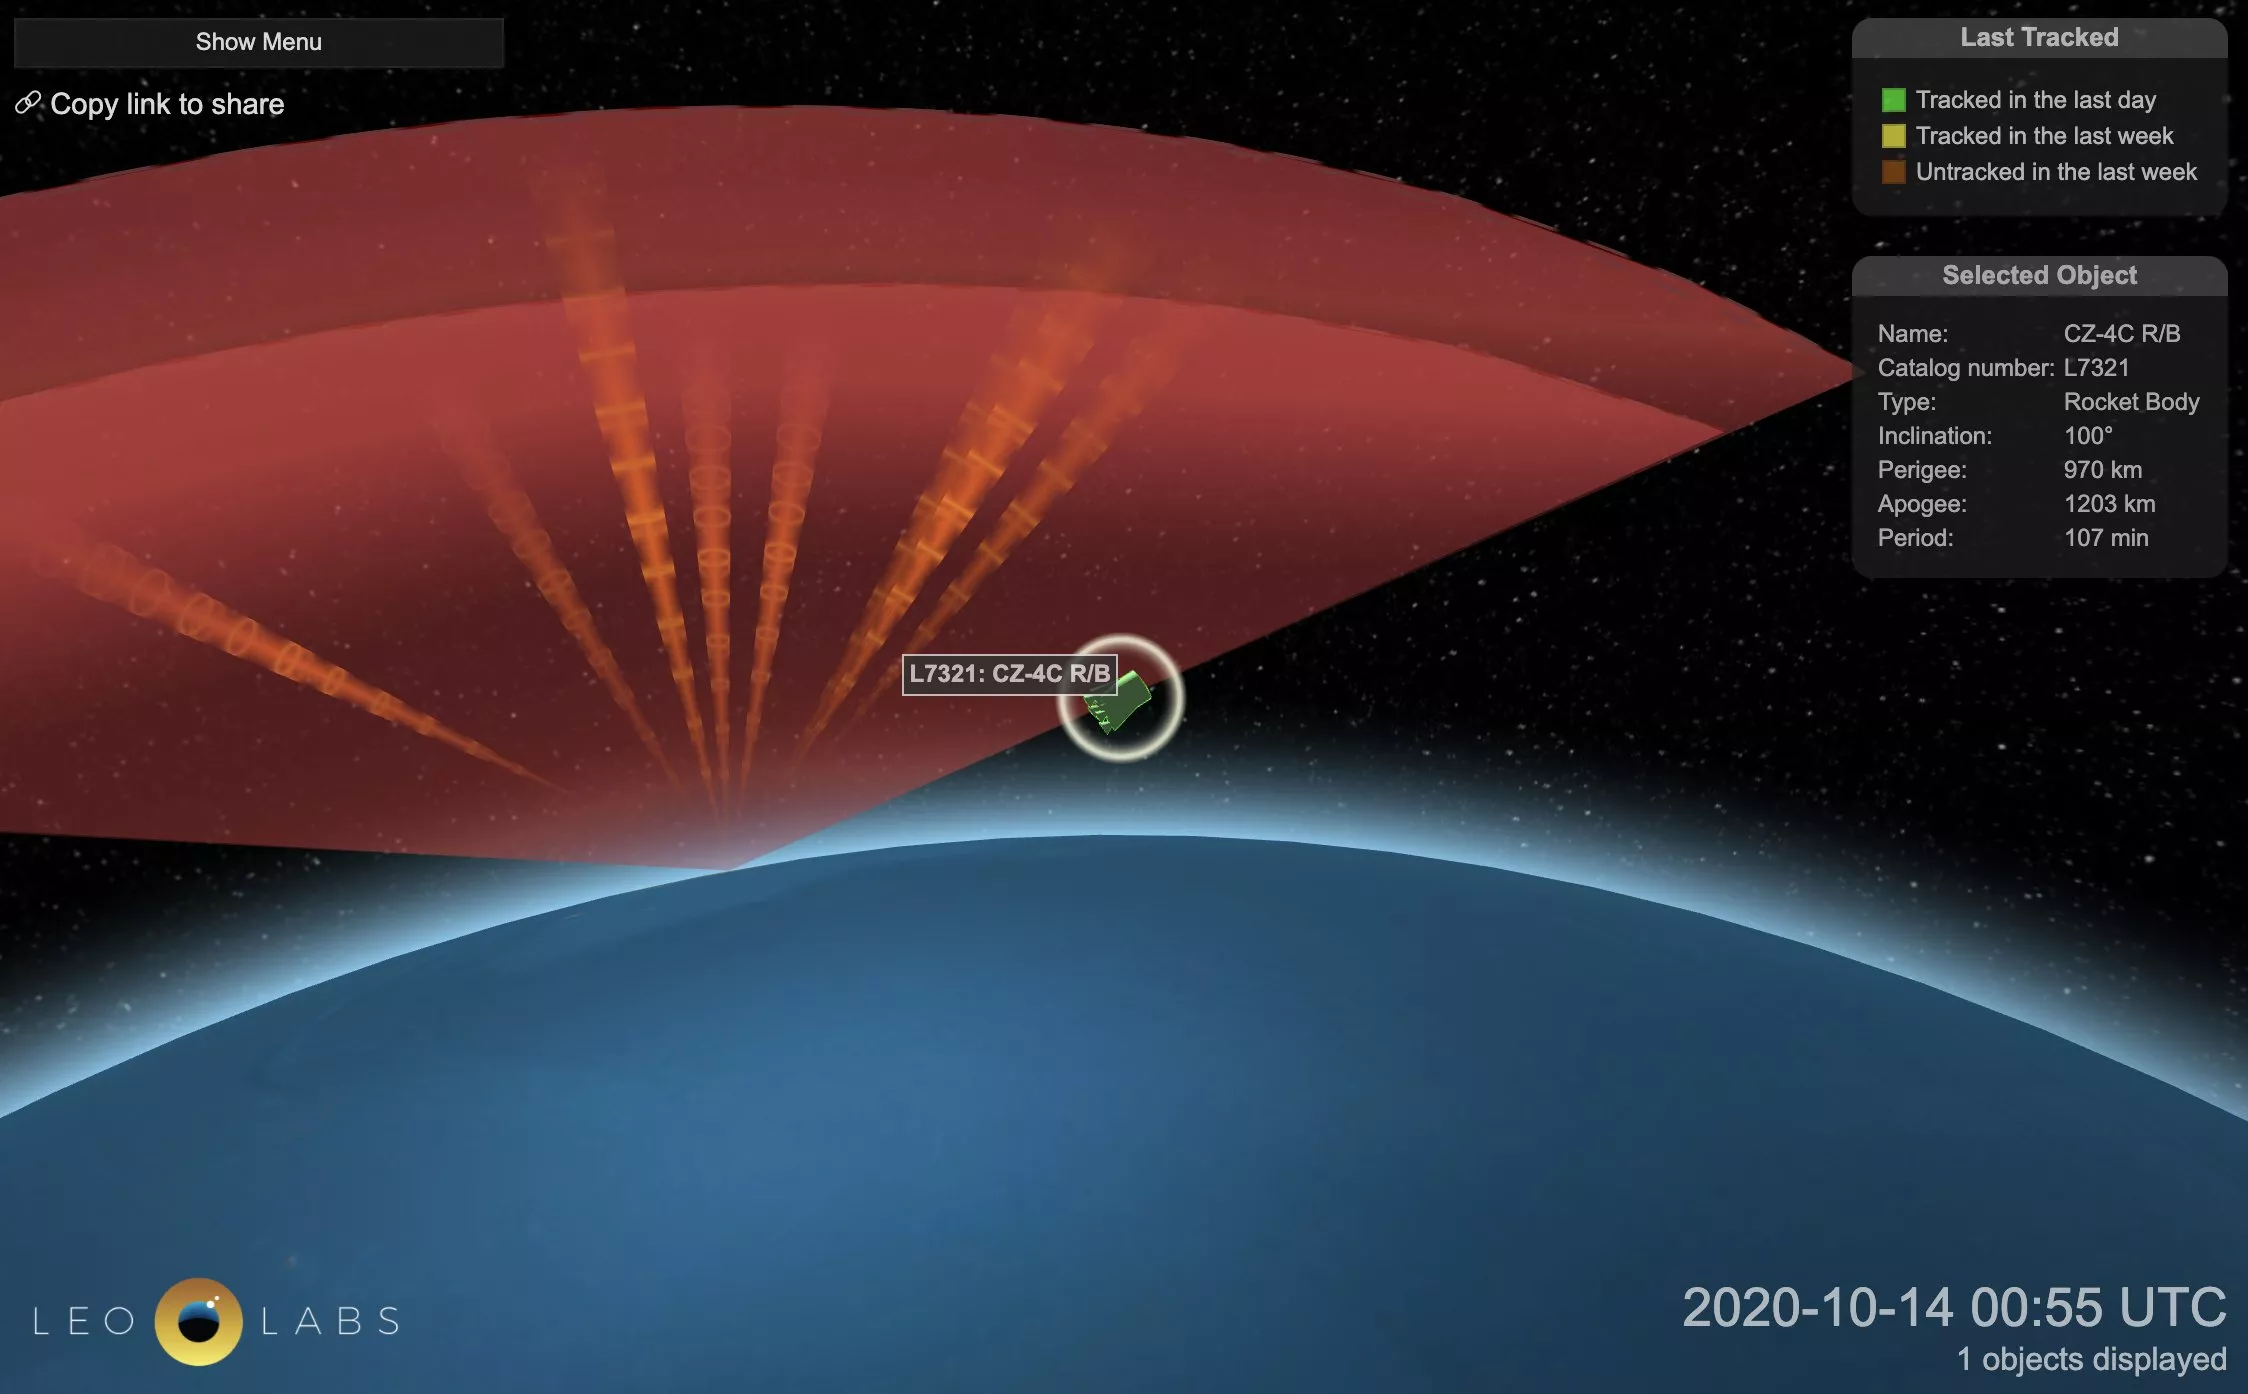 Show Menu
Copy link to share
Last Tracked
Tracked in the last day
Tracked in the last week
Untracked in the last week
Selected Object
Name: CZ-4C R/B
Catalog number: L7321
Type: Rocket Body
Inclination: 100°
Perigee: 970 km
Apogee: 1203 km
Period: 107 min
L7321: CZ-4C R/B
LEO LABS
2020-10-14 00:55 UTC
1 objects displayed